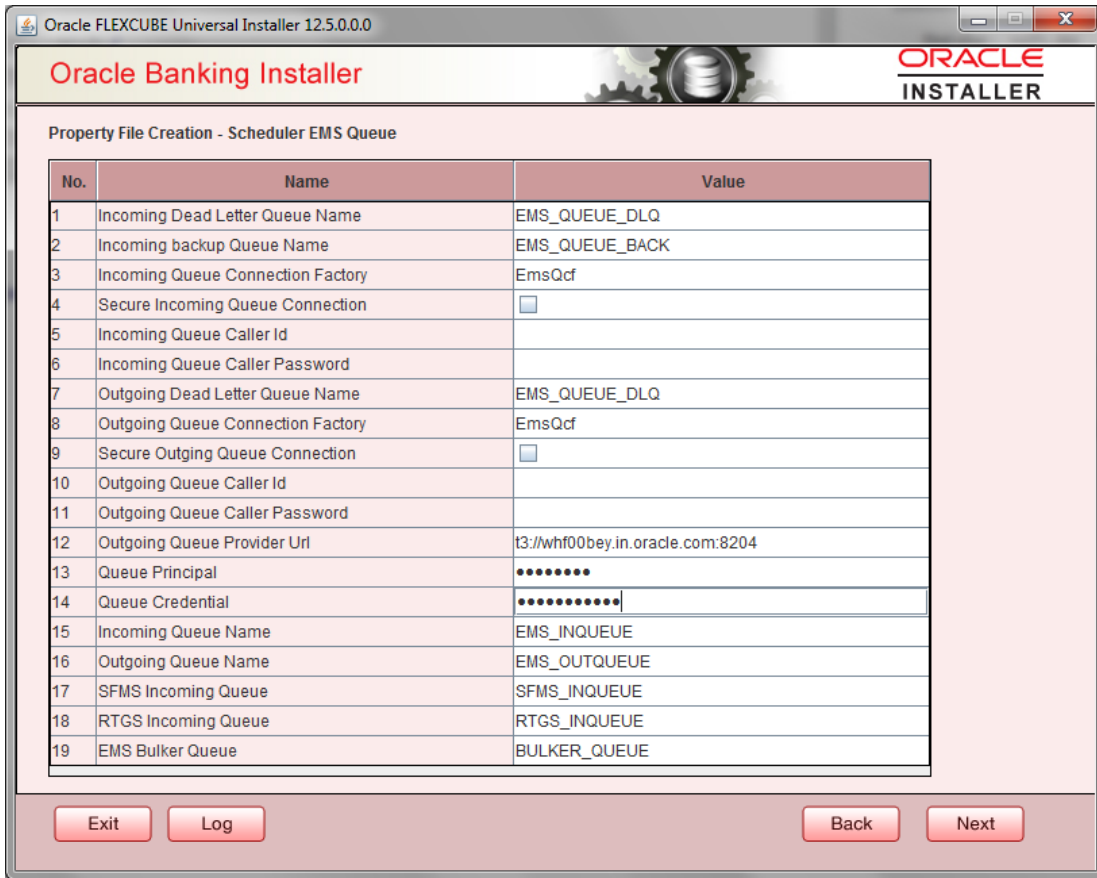 Oracle FLEXCUBE Universal Installer 12.5.0.0.0
Oracle Banking Installer
ORACLE
INSTALLER
Property File Creation - Scheduler EMS Queue
No. Name Value
1 Incoming Dead Letter Queue Name EMS_QUEUE_DLQ
2 Incoming backup Queue Name EMS_QUEUE_BACK
3 Incoming Queue Connection Factory EmsQcf
4 Secure Incoming Queue Connection
5 Incoming Queue Caller Id
6 Incoming Queue Caller Password
7 Outgoing Dead Letter Queue Name EMS_QUEUE_DLQ
8 Outgoing Queue Connection Factory EmsQcf
9 Secure Outging Queue Connection
10 Outgoing Queue Caller Id
11 Outgoing Queue Caller Password
12 Outgoing Queue Provider Url t3://whf00bey.in.oracle.com:8204
13 Queue Principal ••••••••
14 Queue Credential •••••••••••
15 Incoming Queue Name EMS_INQUEUE
16 Outgoing Queue Name EMS_OUTQUEUE
17 SFMS Incoming Queue SFMS_INQUEUE
18 RTGS Incoming Queue RTGS_INQUEUE
19 EMS Bulker Queue BULKER_QUEUE
Exit Log Back Next